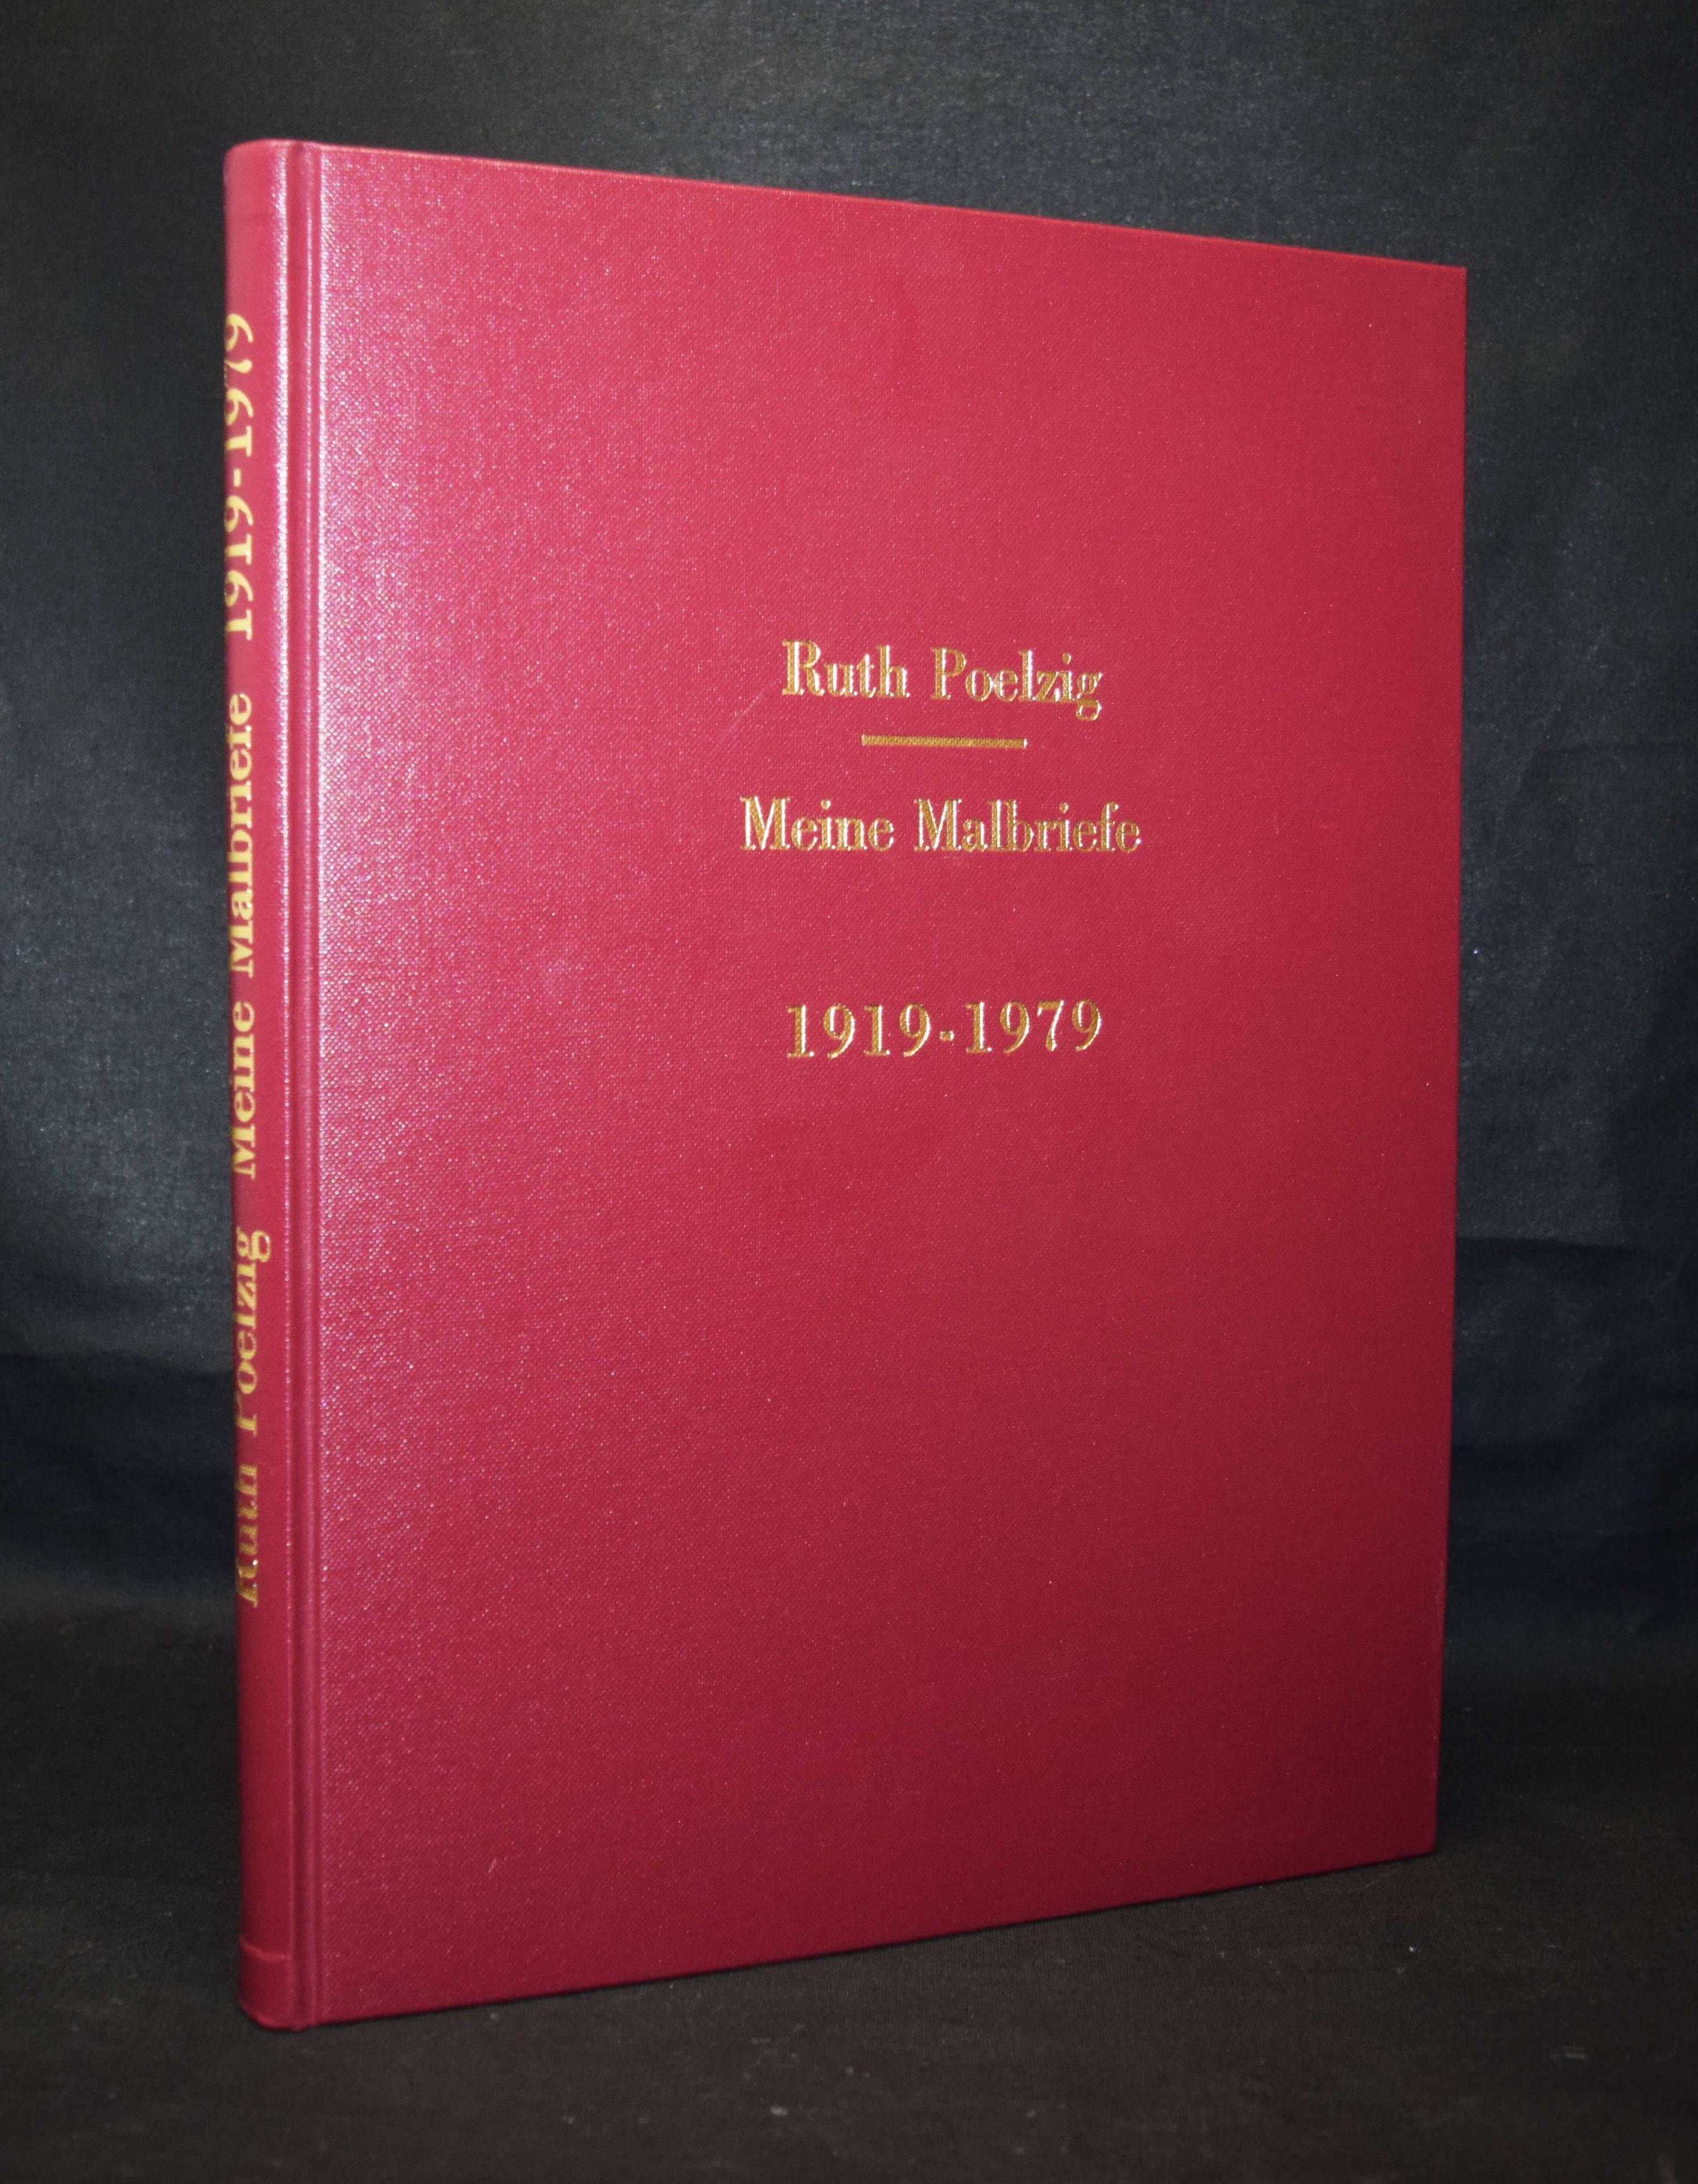 Ruth Poelzig
Meine Malbriefe
1919-1979
Ruth Poelzig Meine Malbriefe 1919-1979